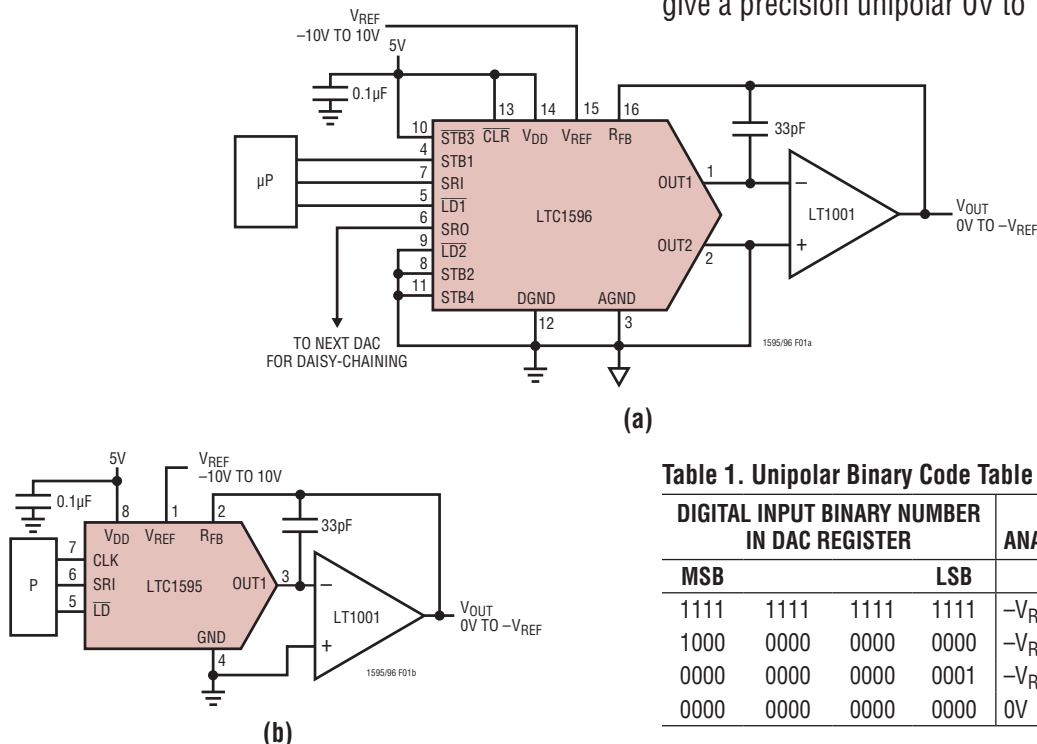 give a precision unipolar 0V to
VREF
–10V TO 10V
5V
0.1µF
13
14
15
16
33pF
10
4
7
5
6
9
8
11
STB3
CLR
VDD
VREF
RFB
STB1
SRI
LD1
SRO
LD2
STB2
STB4
µP
LTC1596
OUT1
1
OUT2
2
DGND
AGND
12
3
–
+
LT1001
VOUT
0V TO –VREF
TO NEXT DAC
FOR DAISY-CHAINING
1595/96 F01a
(a)
5V
VREF
–10V TO 10V
0.1µF
8
1
2
33pF
VDD
VREF
RFB
P
7
CLK
6
SRI
5
LD
LTC1595
OUT1
3
–
+
LT1001
VOUT
0V TO –VREF
GND
4
1595/96 F01b
(b)
Table 1. Unipolar Binary Code Table
DIGITAL INPUT BINARY NUMBER
IN DAC REGISTER
MSB LSB
1111 1111 1111 1111
1000 0000 0000 0000
0000 0000 0000 0001
0000 0000 0000 0000 0V